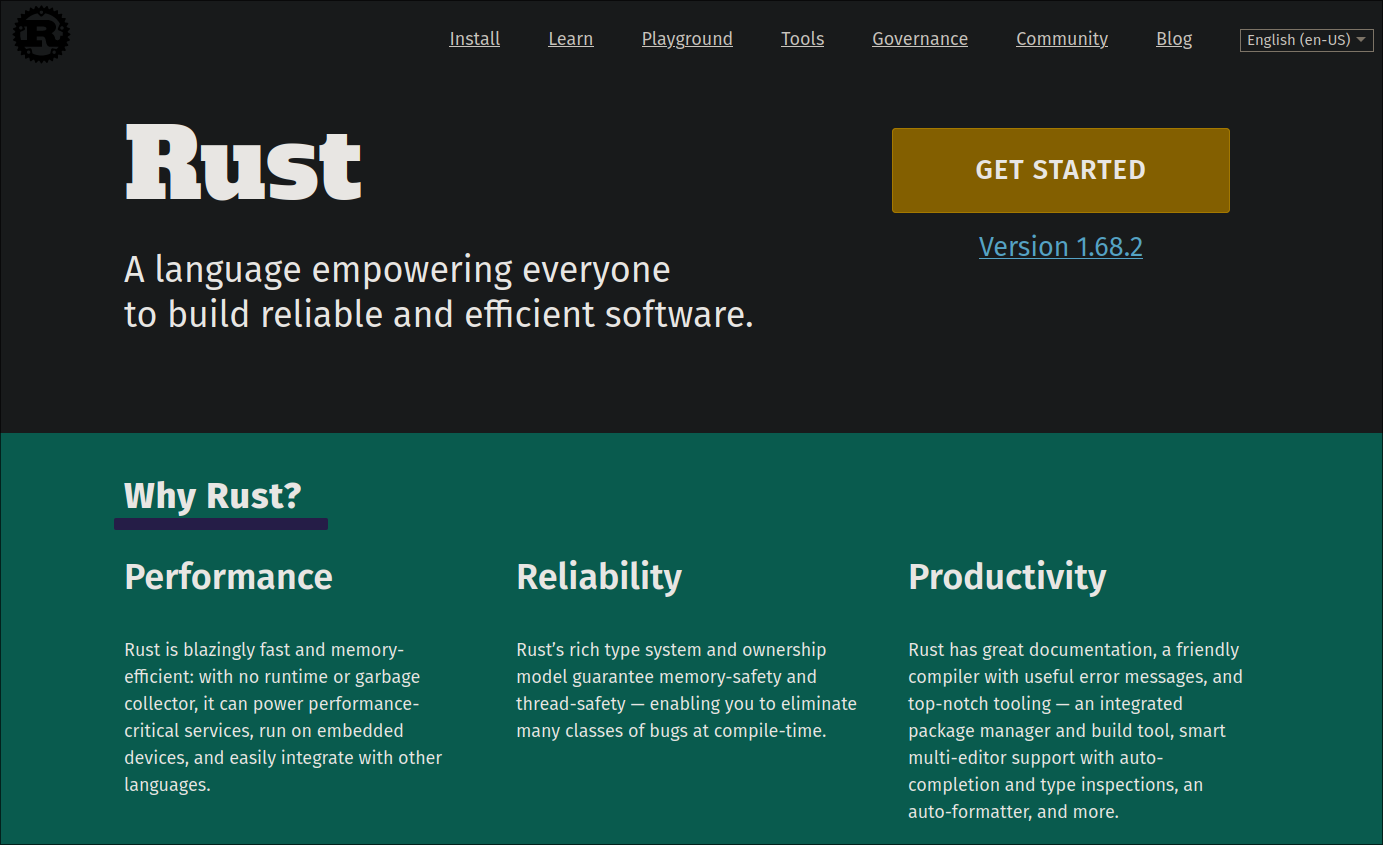 R
Install Learn Playground Tools Governance Community Blog English (en-US)
Rust
GET STARTED
Version 1.68.2
A language empowering everyone
to build reliable and efficient software.
Why Rust?
Performance
Rust is blazingly fast and memory-
efficient: with no runtime or garbage
collector, it can power performance-
critical services, run on embedded
devices, and easily integrate with other
languages.
Reliability
Rust’s rich type system and ownership
model guarantee memory-safety and
thread-safety — enabling you to eliminate
many classes of bugs at compile-time.
Productivity
Rust has great documentation, a friendly
compiler with useful error messages, and
top-notch tooling — an integrated
package manager and build tool, smart
multi-editor support with auto-
completion and type inspections, an
auto-formatter, and more.